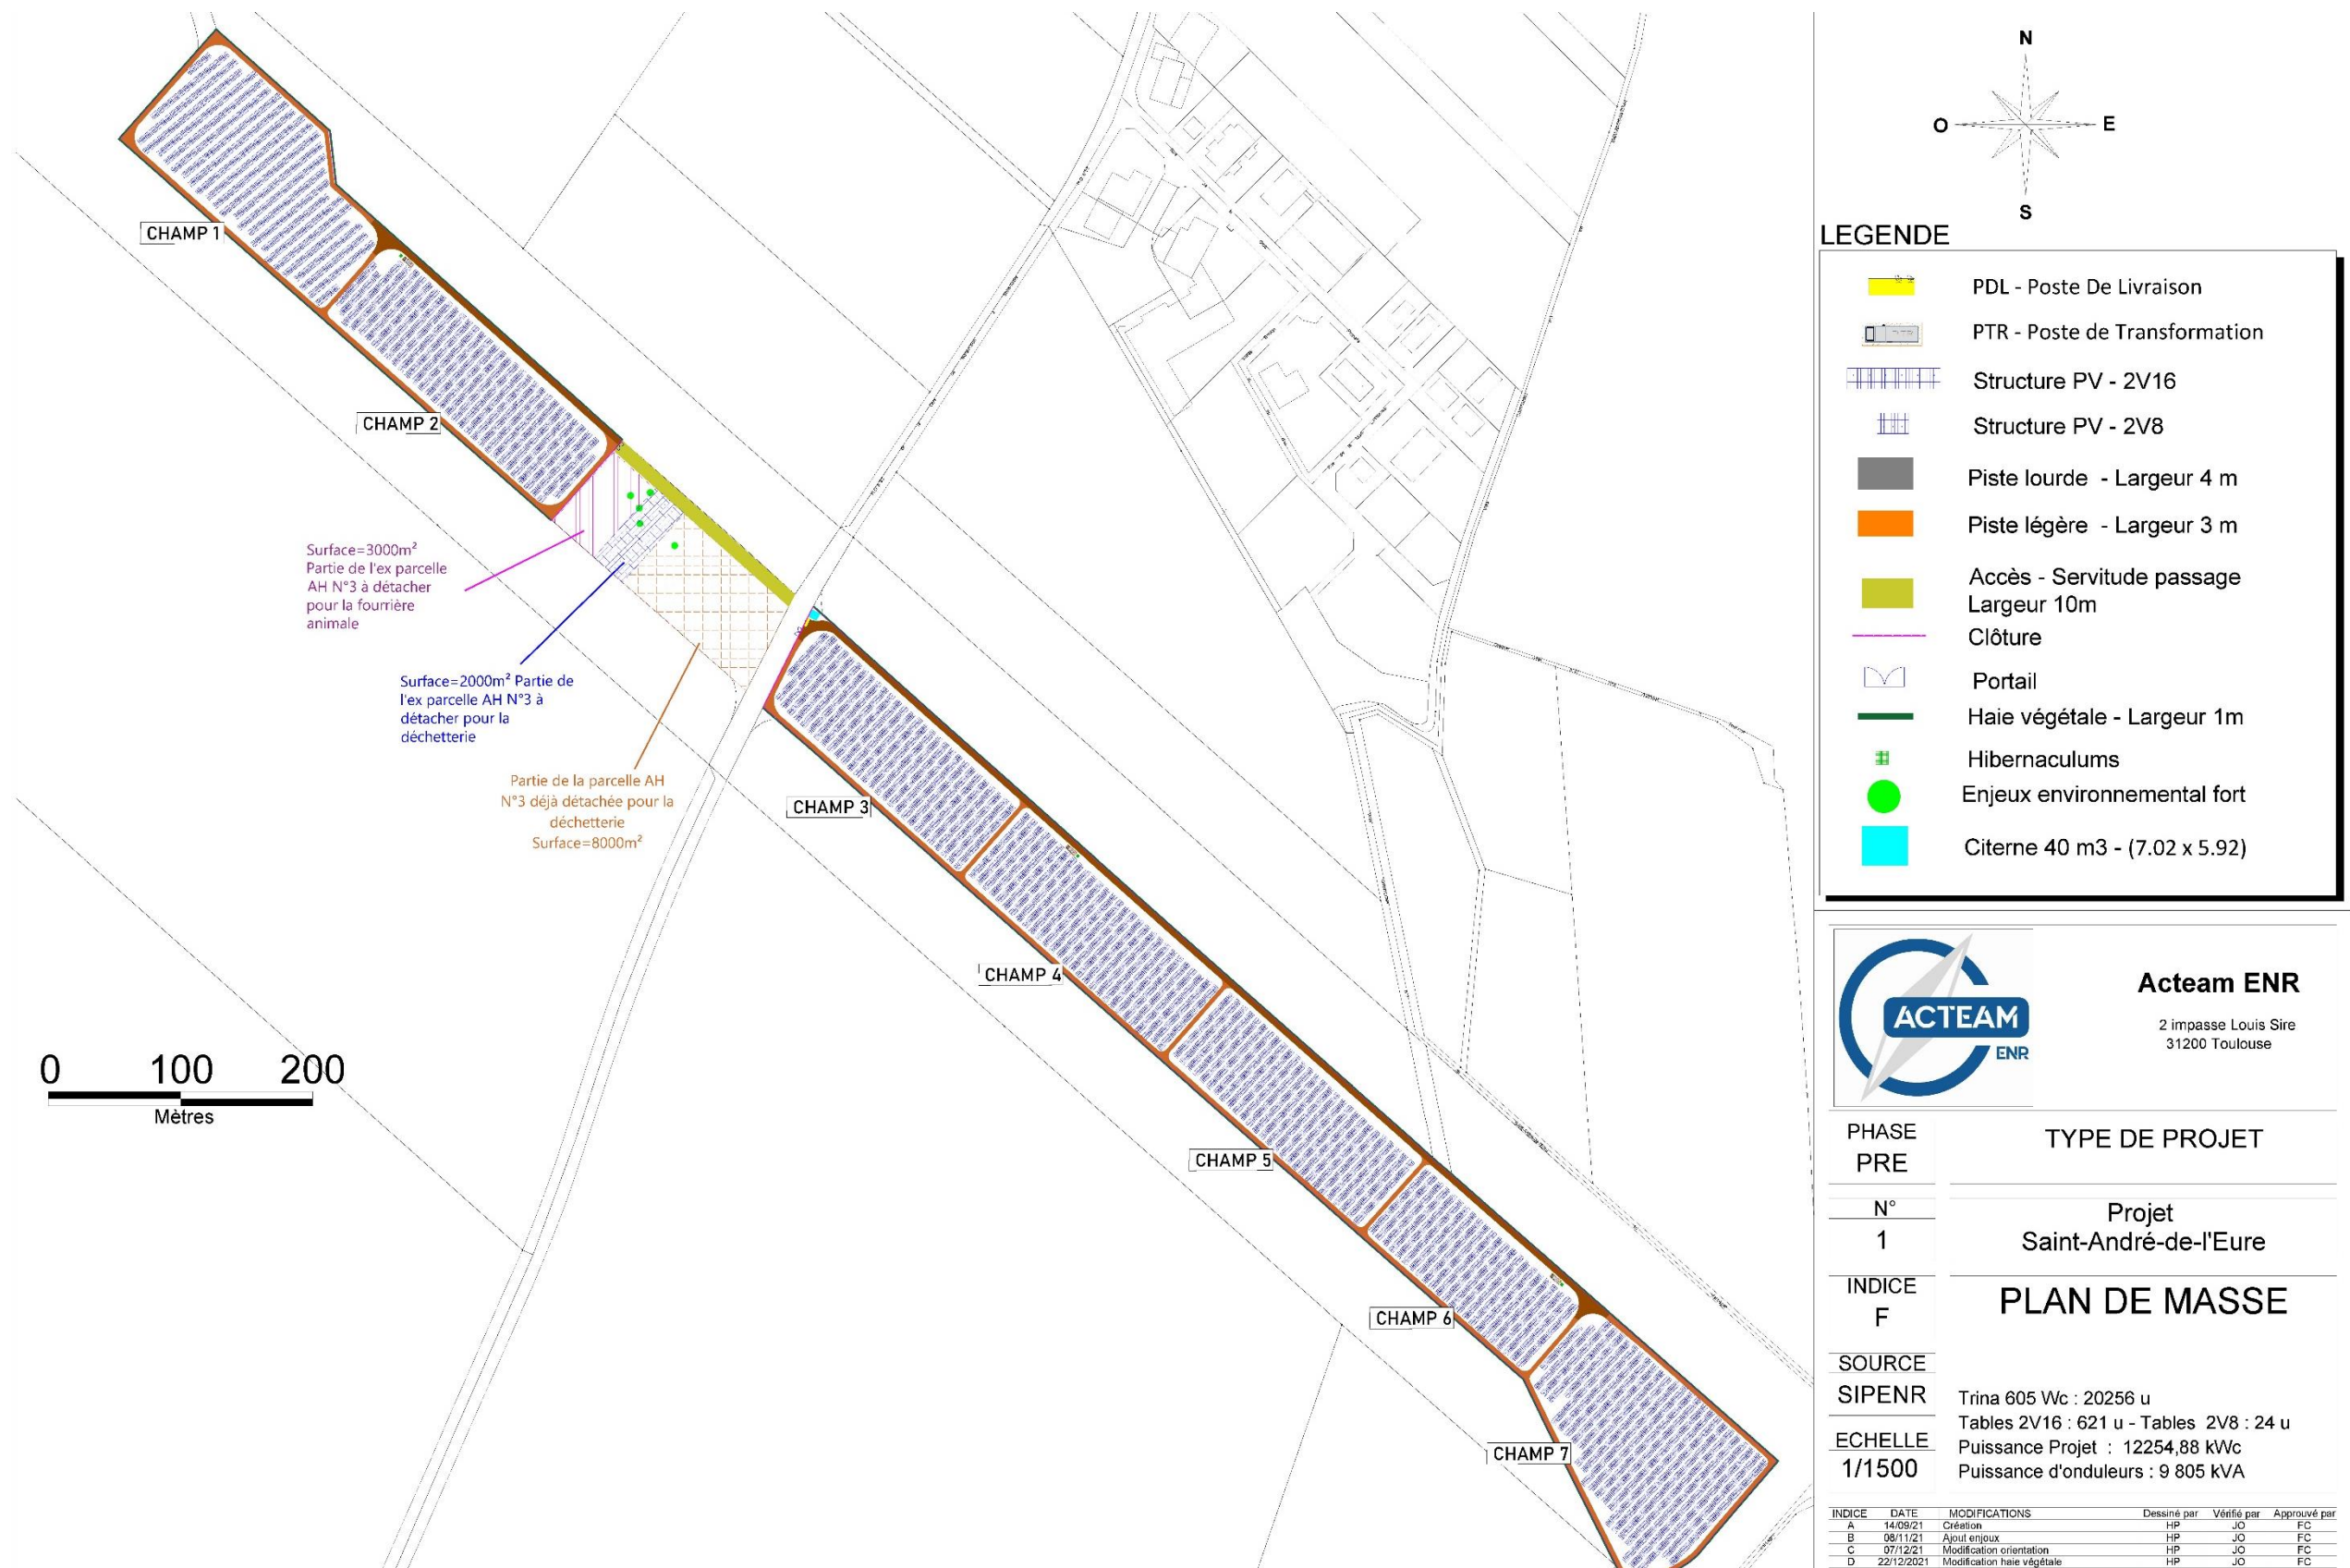 CHAMP 1
CHAMP 2
Surface=3000m²
Partie de l'ex parcelle
AH N°3 à détacher
pour la fourrière
animale
Surface=2000m² Partie de
l'ex parcelle AH N°3 à
détacher pour la
déchetterie
Partie de la parcelle AH
N°3 déjà détachée pour la
déchetterie
Surface=8000m²
CHAMP 3
CHAMP 4
CHAMP 5
CHAMP 6
CHAMP 7
0 100 200
Mètres
N
O E
S
LEGENDE
PDL - Poste De Livraison
PTR - Poste de Transformation
Structure PV - 2V16
Structure PV - 2V8
Piste lourde - Largeur 4 m
Piste légère - Largeur 3 m
Accès - Servitude passage
Largeur 10m
Clôture
Portail
Haie végétale - Largeur 1m
Hibernaculums
Enjeux environnemental fort
Citerne 40 m3 - (7.02 x 5.92)
ACTEAM
ENR
Acteam ENR
2 impasse Louis Sire
31200 Toulouse
PHASE
PRE
TYPE DE PROJET
N°
1
Projet
Saint-André-de-l'Eure
INDICE
F
PLAN DE MASSE
SOURCE
SIPENR
ECHELLE
1/1500
Trina 605 Wc : 20256 u
Tables 2V16 : 621 u - Tables 2V8 : 24 u
Puissance Projet : 12254,88 kWc
Puissance d'onduleurs : 9 805 kVA
INDICE DATE MODIFICATIONS Dessiné par Vérifié par Approuvé par
A 14/09/21 Création HP JO FC
B 08/11/21 Ajout enjoux HP JO FC
C 07/12/21 Modification orientation HP JO FC
D 22/12/2021 Modification haie végétale HP JO FC